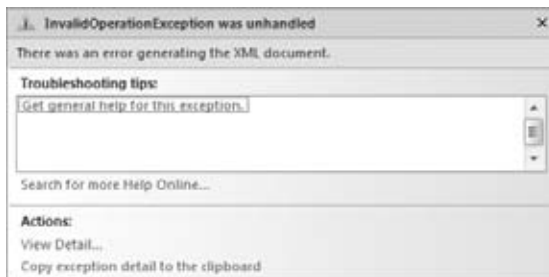 InvalidOperationException was unhandled
There was an error generating the XML document.
Troubleshooting tips:
Get general help for this exception.
Search for more Help Online...
Actions:
View Detail...
Copy exception detail to the clipboard